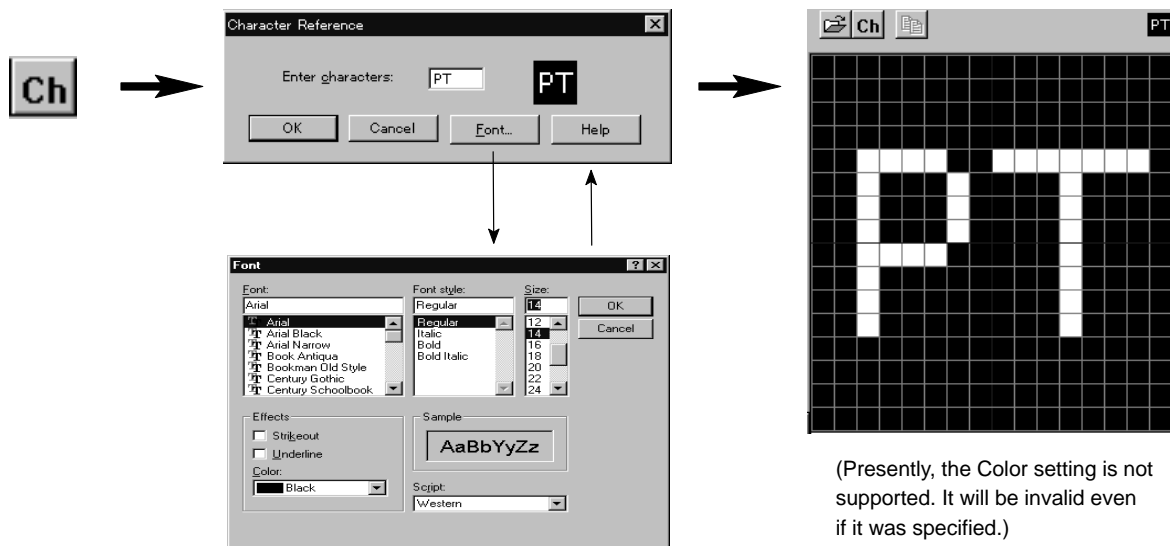 Ch
Character Reference
Enter characters: PT
PT
OK Cancel Font... Help
Font
Font: Font style: Size:
Arial Regular 14
Arial Regular 12
Arial Black Italic 14
Arial Narrow Bold 16
Book Antiqua Bold Italic 18
Bookman Old Style 20
Century Gothic 22
Century Schoolbook 24
OK
Cancel
Effects
Strikeout
Underline
Color:
Black
Sample
AaBbYyZz
Script:
Western
Ch PT
PT
(Presently, the Color setting is not
supported. It will be invalid even
if it was specified.)